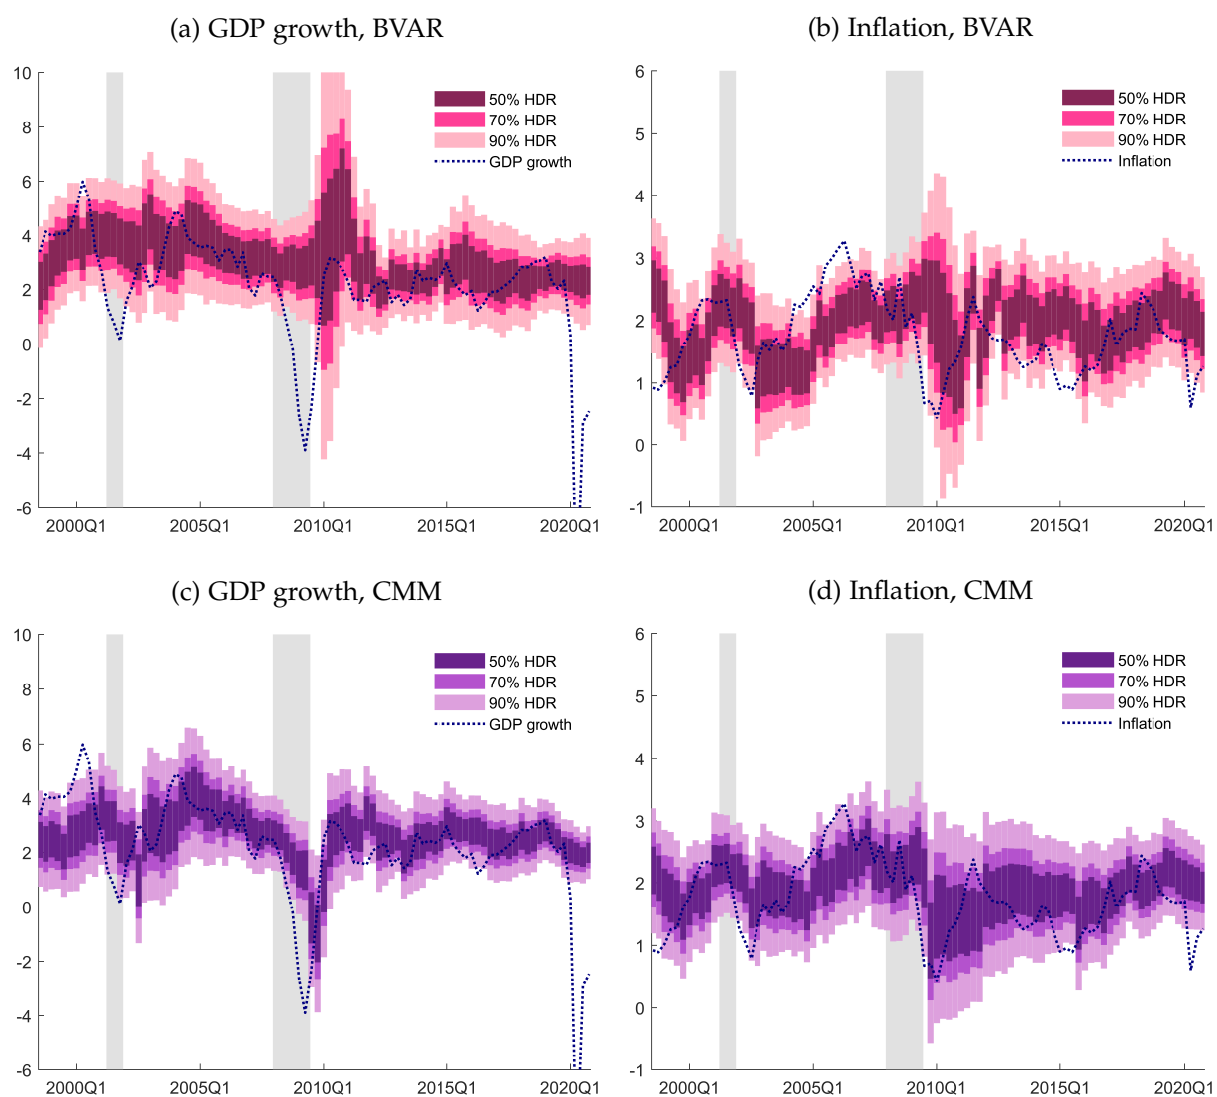 (a) GDP growth, BVAR
10
8
6
4
2
0
-2
-4
-6
50% HDR
70% HDR
90% HDR
GDP growth
2000Q1 2005Q1 2010Q1 2015Q1 2020Q1
(b) Inflation, BVAR
6
5
4
3
2
1
0
-1
50% HDR
70% HDR
90% HDR
Inflation
2000Q1 2005Q1 2010Q1 2015Q1 2020Q1
(c) GDP growth, CMM
10
8
6
4
2
0
-2
-4
-6
50% HDR
70% HDR
90% HDR
GDP growth
2000Q1 2005Q1 2010Q1 2015Q1 2020Q1
(d) Inflation, CMM
6
5
4
3
2
1
0
-1
50% HDR
70% HDR
90% HDR
Inflation
2000Q1 2005Q1 2010Q1 2015Q1 2020Q1